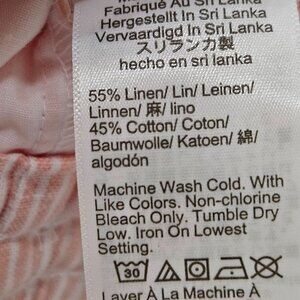 Fabriqué Au Sri Lanka
Hergestellt In Sri Lanka
Vervaardigd In Sri Lanka
スリランカ製
hecho en sri lanka
55% Linen/ Lin/ Leinen/
Linnen/ 麻/ lino
45% Cotton/ Coton/
Baumwolle/ Katoen/ 綿/
algodón
Machine Wash Cold. With
Like Colors. Non-chlorine
Bleach Only. Tumble Dry
Low. Iron On Lowest
Setting.
30
Laver À La Machine À